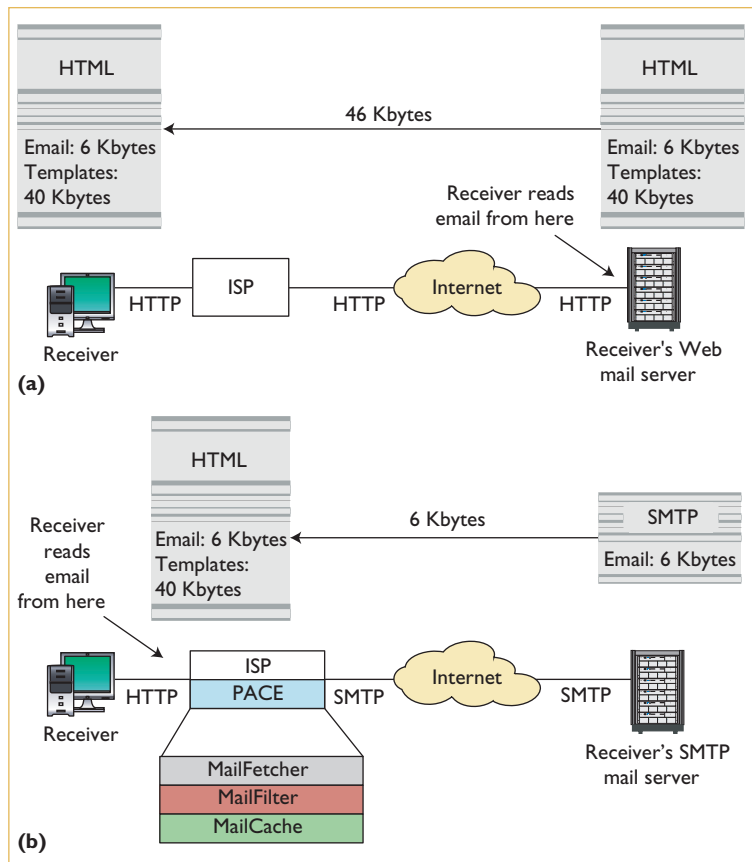 HTML
HTML
46 Kbytes
Email: 6 Kbytes
Templates:
40 Kbytes
Email: 6 Kbytes
Templates:
40 Kbytes
Receiver reads
email from here
ISP
Internet
HTTP
HTTP
HTTP
Receiver
Receiver's Web
mail server
(a)
HTML
6 Kbytes
SMTP
Receiver
reads
email
from here
Email: 6 Kbytes
Templates:
40 Kbytes
Email: 6 Kbytes
ISP
PACE
Internet
HTTP
SMTP
SMTP
Receiver
Receiver's SMTP
mail server
MailFetcher
MailFilter
MailCache
(b)